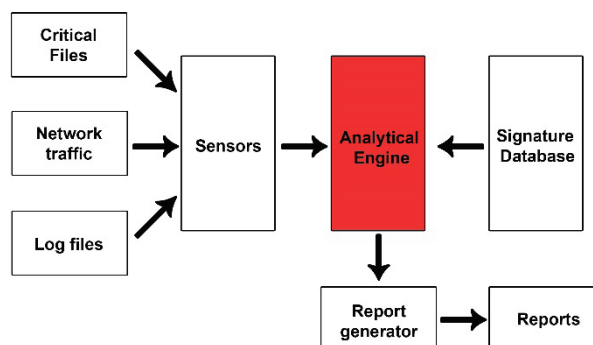 Critical
Files
Network
traffic
Log files
Sensors
Analytical
Engine
Signature
Database
Report
generator
Reports